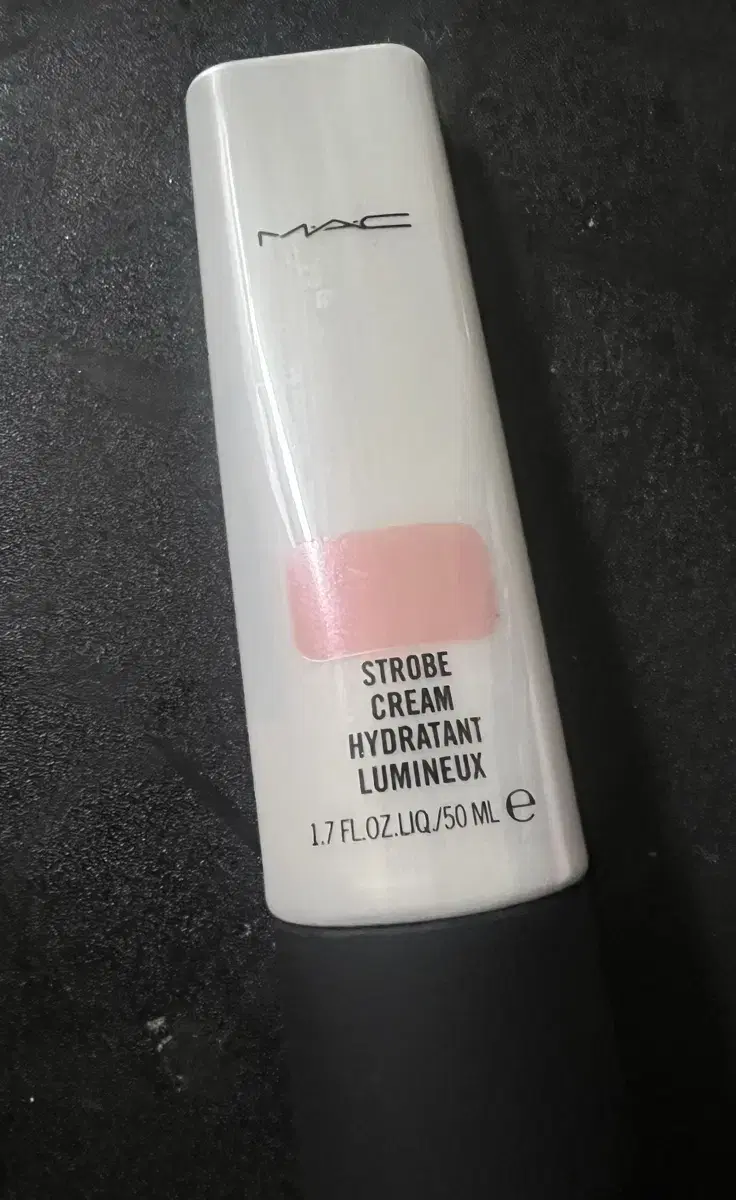 M·A·C
STROBE
CREAM
HYDRATANT
LUMINEUX
1.7 FL.OZ.LIQ./50 ML ℮